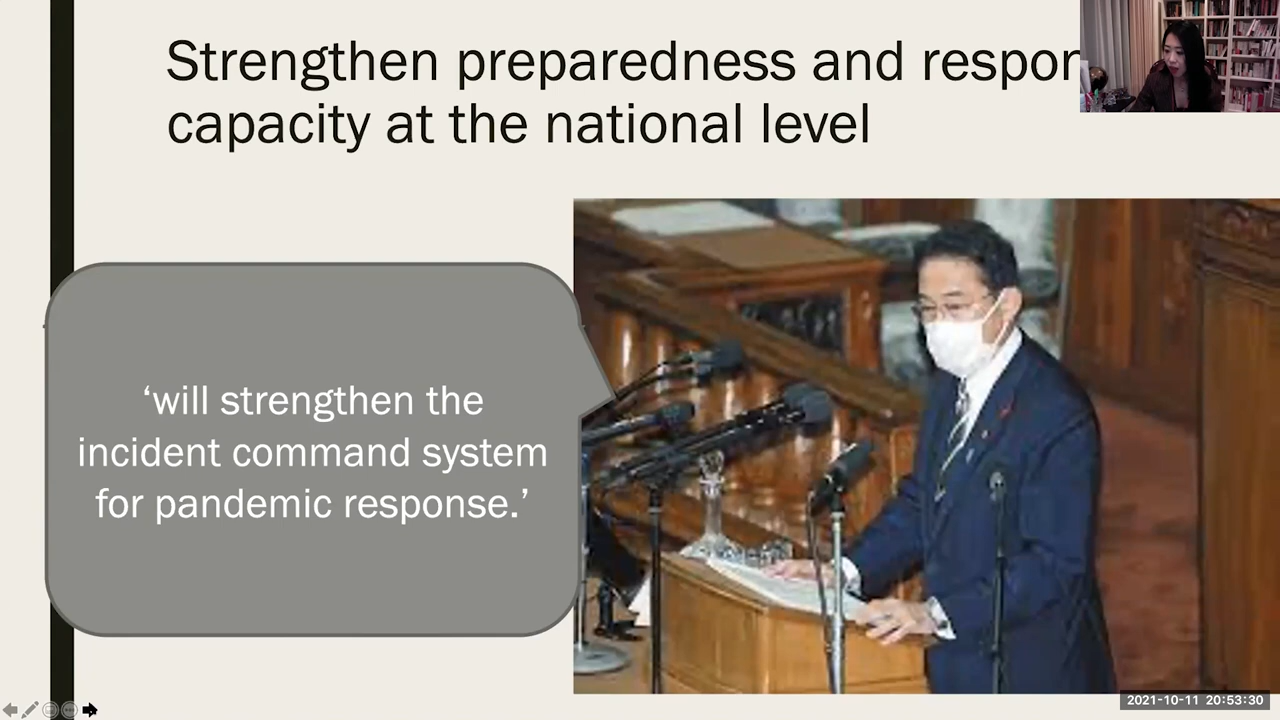 Strengthen preparedness and respon
capacity at the national level
‘will strengthen the
incident command system
for pandemic response.’
2021-10-11 20:53:30